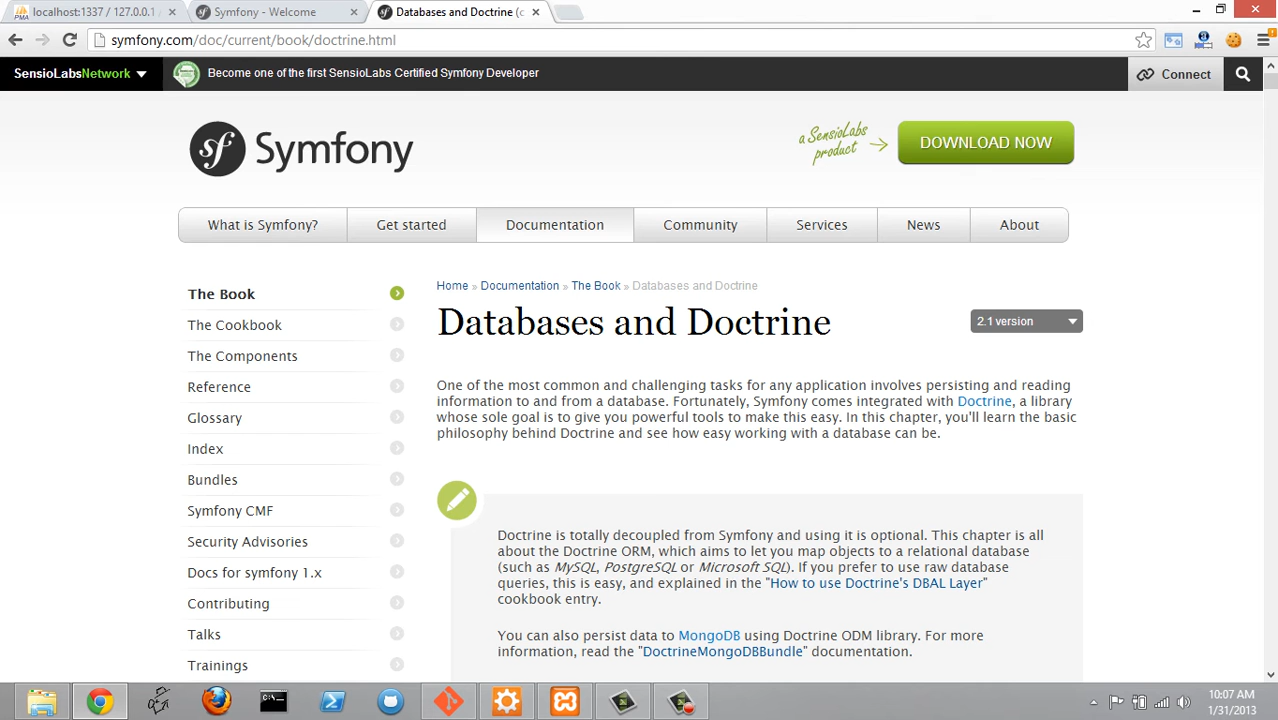 localhost:1337 / 127.0.0.1
Symfony - Welcome
Databases and Doctrine (c
symfony.com/doc/current/book/doctrine.html
SensioLabsNetwork
Become one of the first SensioLabs Certified Symfony Developer
Connect
sf Symfony
a SensioLabs
product
DOWNLOAD NOW
What is Symfony?
Get started
Documentation
Community
Services
News
About
The Book
The Cookbook
The Components
Reference
Glossary
Index
Bundles
Symfony CMF
Security Advisories
Docs for symfony 1.x
Contributing
Talks
Trainings
Home » Documentation » The Book » Databases and Doctrine
Databases and Doctrine
2.1 version
One of the most common and challenging tasks for any application involves persisting and reading
information to and from a database. Fortunately, Symfony comes integrated with Doctrine, a library
whose sole goal is to give you powerful tools to make this easy. In this chapter, you'll learn the basic
philosophy behind Doctrine and see how easy working with a database can be.
Doctrine is totally decoupled from Symfony and using it is optional. This chapter is all
about the Doctrine ORM, which aims to let you map objects to a relational database
(such as MySQL, PostgreSQL or Microsoft SQL). If you prefer to use raw database
queries, this is easy, and explained in the "How to use Doctrine's DBAL Layer"
cookbook entry.
You can also persist data to MongoDB using Doctrine ODM library. For more
information, read the "DoctrineMongoDBBundle" documentation.
10:07 AM
1/31/2013